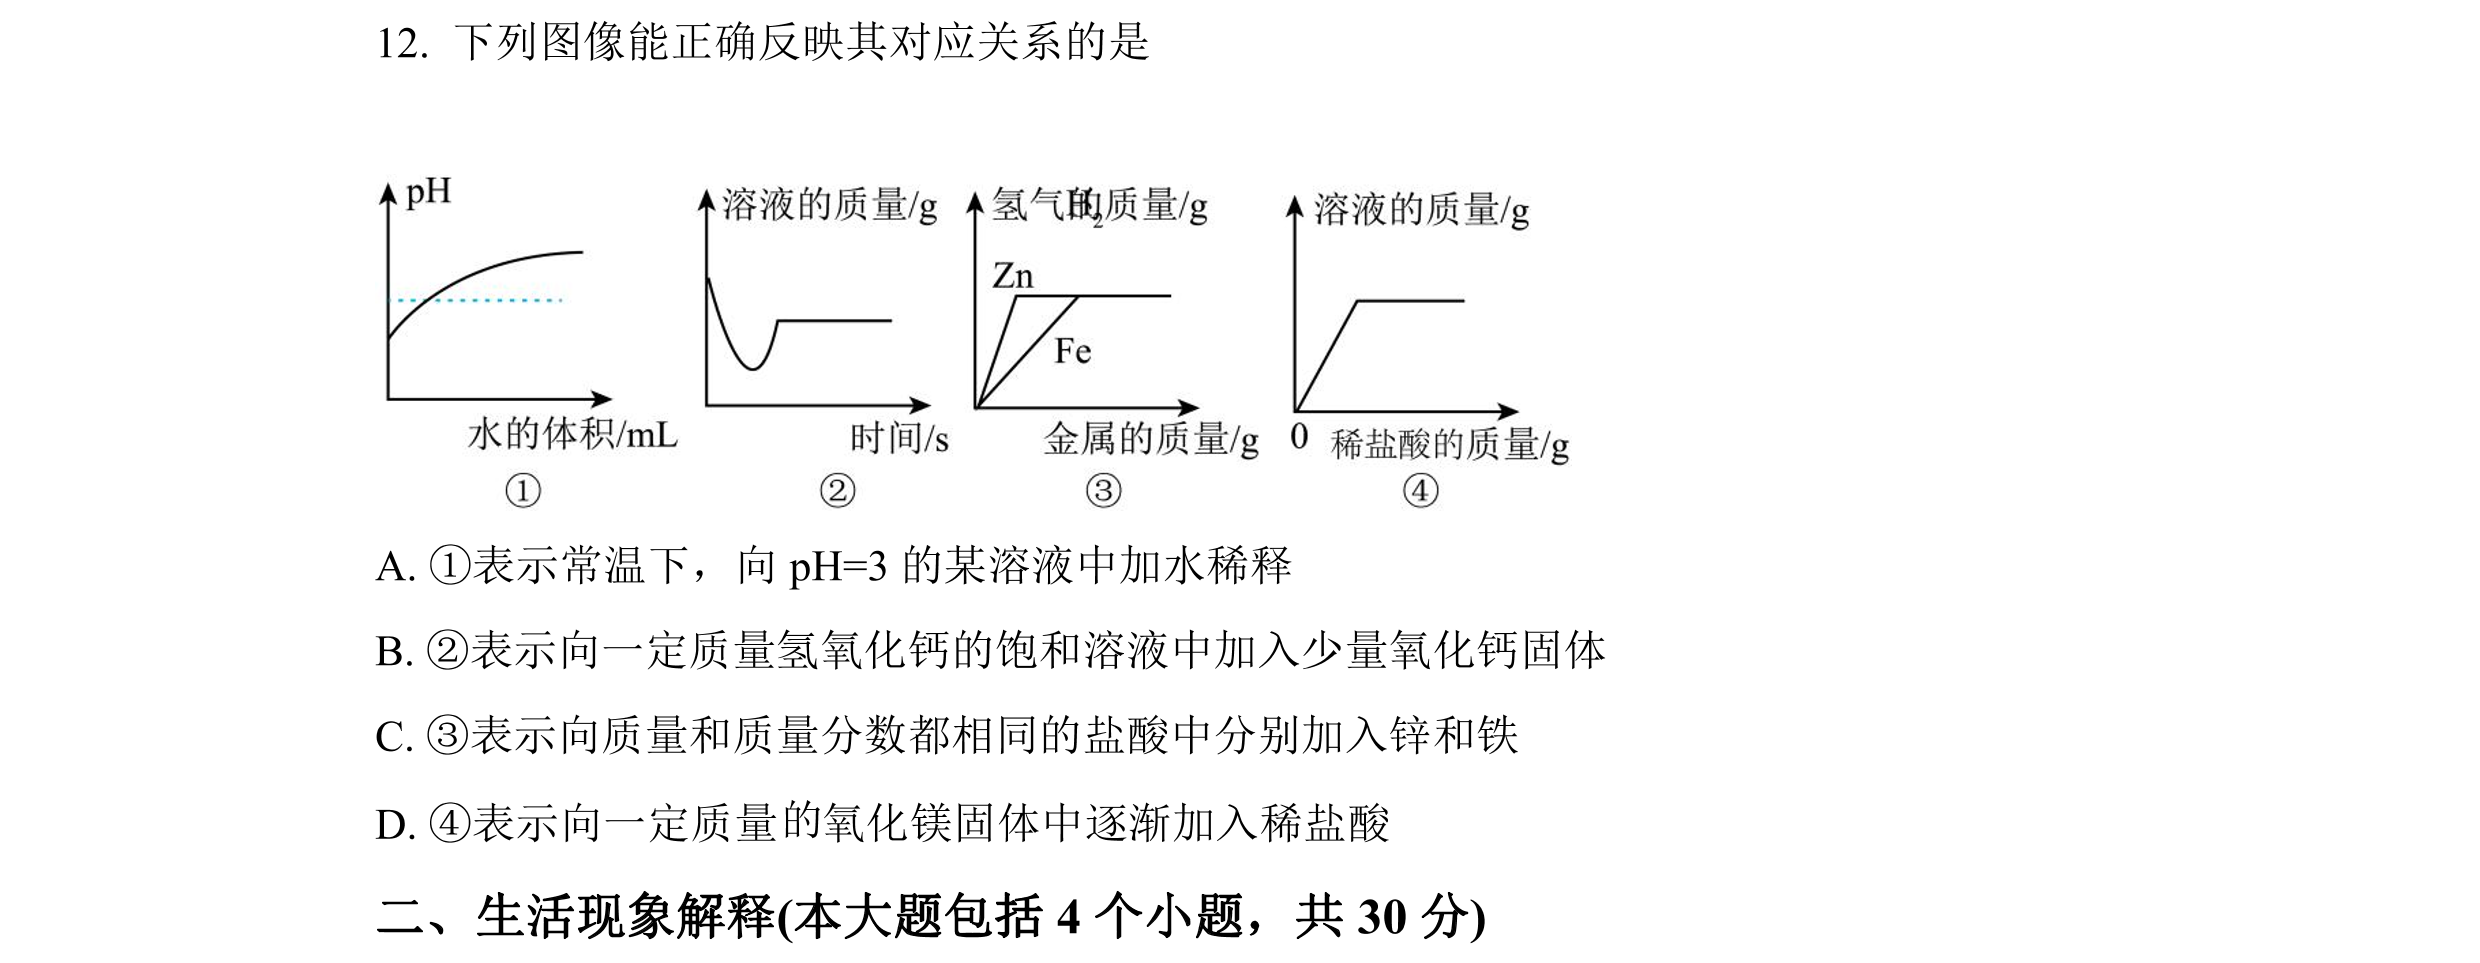 12. 下列图像能正确反映其对应关系的是
pH 溶液的质量/g 氢气的质量/g H₂ 溶液的质量/g
Zn
Fe
水的体积/mL 时间/s 金属的质量/g 0 稀盐酸的质量/g
① ② ③ ④
A. ①表示常温下，向 pH=3 的某溶液中加水稀释
B. ②表示向一定质量氢氧化钙的饱和溶液中加入少量氧化钙固体
C. ③表示向质量和质量分数都相同的盐酸中分别加入锌和铁
D. ④表示向一定质量的氧化镁固体中逐渐加入稀盐酸
二、生活现象解释(本大题包括 4 个小题，共 30 分)